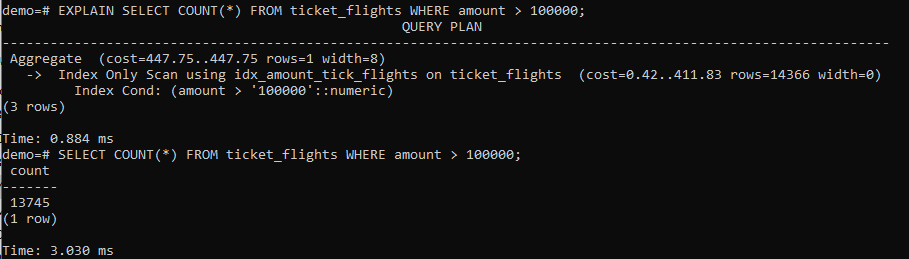 demo=# EXPLAIN SELECT COUNT(*) FROM ticket_flights WHERE amount > 100000;
QUERY PLAN
---------------------------------------------------------------------------------------------------------------
Aggregate  (cost=447.75..447.75 rows=1 width=8)
  ->  Index Only Scan using idx_amount_tick_flights on ticket_flights  (cost=0.42..411.83 rows=14366 width=0)
        Index Cond: (amount > '100000'::numeric)
(3 rows)
Time: 0.884 ms
demo=# SELECT COUNT(*) FROM ticket_flights WHERE amount > 100000;
count
-------
13745
(1 row)
Time: 3.030 ms